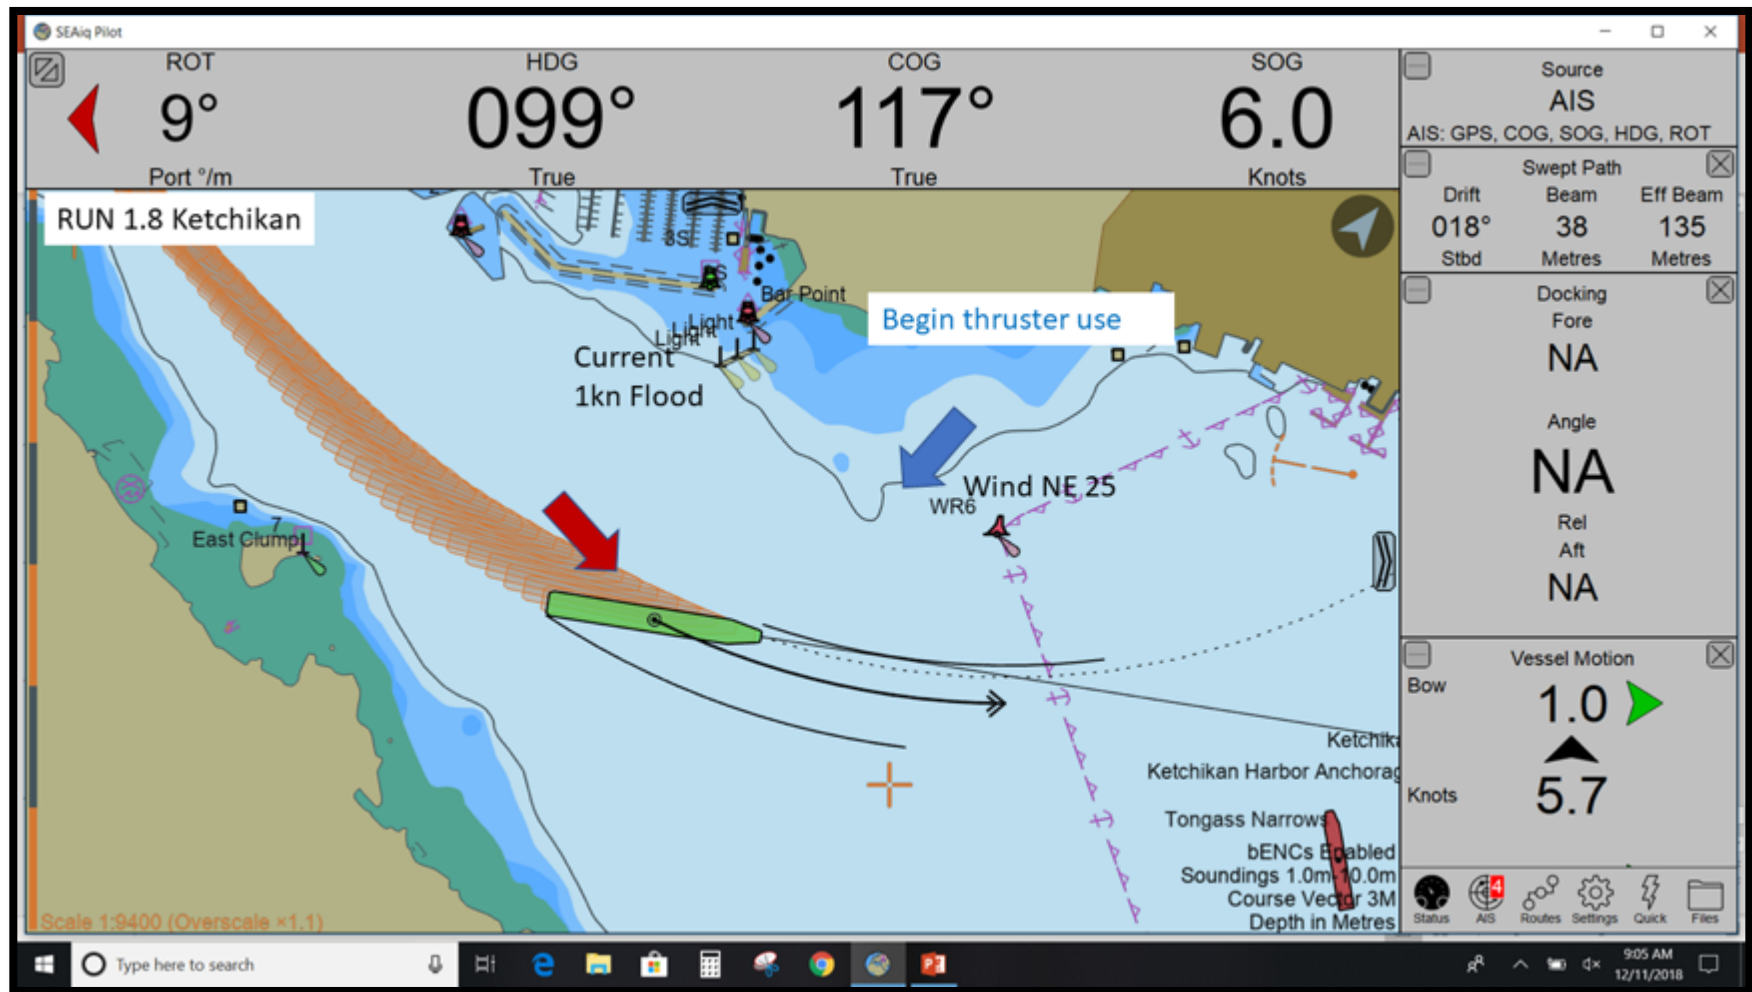 SEAiq Pilot
ROT
9°
Port °/m
HDG
099°
True
COG
117°
True
SOG
6.0
Knots
Source
AIS
AIS: GPS, COG, SOG, HDG, ROT
Swept Path
Drift Beam Eff Beam
018° 38 135
Stbd Metres Metres
Docking
Fore
NA
Angle
NA
Rel
Aft
NA
Vessel Motion
Bow
1.0
Knots
5.7
Status AIS Routes Settings Quick Files
4
RUN 1.8 Ketchikan
Bar Point
Light
Light
Light
Begin thruster use
Current
1kn Flood
Wind NE 25
WR6
7
East Clump
Ketchika
Ketchikan Harbor Anchorag
Tongass Narrows
bENCs Enabled
Soundings 1.0m-10.0m
Course Vector 3M
Depth in Metres
Scale 1:9400 (Overscale ×1.1)
Type here to search
9:05 AM
12/11/2018